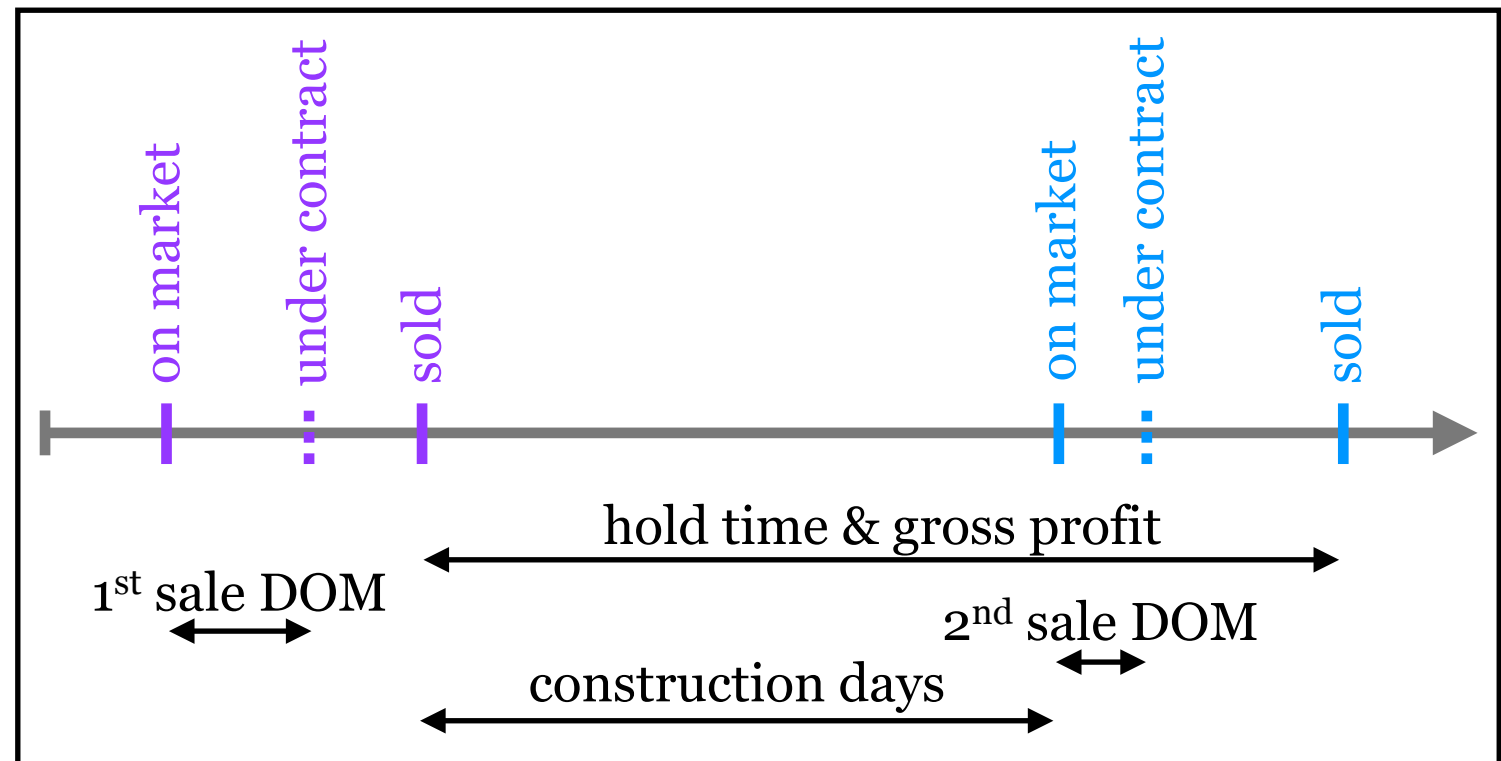 on market
under contract
sold
on market
under contract
sold
hold time & gross profit
1st sale DOM
2nd sale DOM
construction days